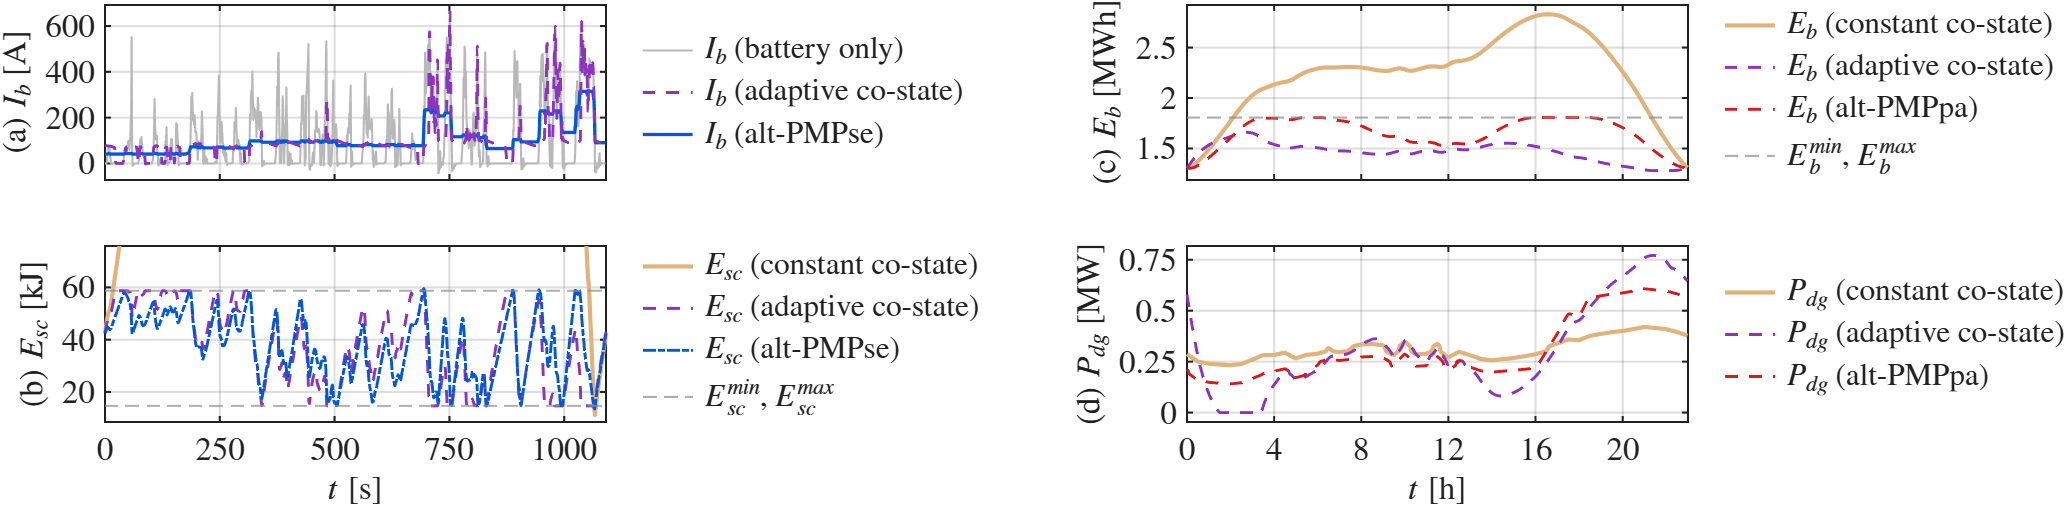 (a) I_b [A]
600
400
200
0
I_b (battery only)
I_b (adaptive co-state)
I_b (alt-PMPse)
(b) E_sc [kJ]
60
40
20
0 250 500 750 1000
t [s]
E_sc (constant co-state)
E_sc (adaptive co-state)
E_sc (alt-PMPse)
E_sc^min, E_sc^max
(c) E_b [MWh]
2.5
2
1.5
E_b (constant co-state)
E_b (adaptive co-state)
E_b (alt-PMPpa)
E_b^min, E_b^max
(d) P_dg [MW]
0.75
0.5
0.25
0
0 4 8 12 16 20
t [h]
P_dg (constant co-state)
P_dg (adaptive co-state)
P_dg (alt-PMPpa)